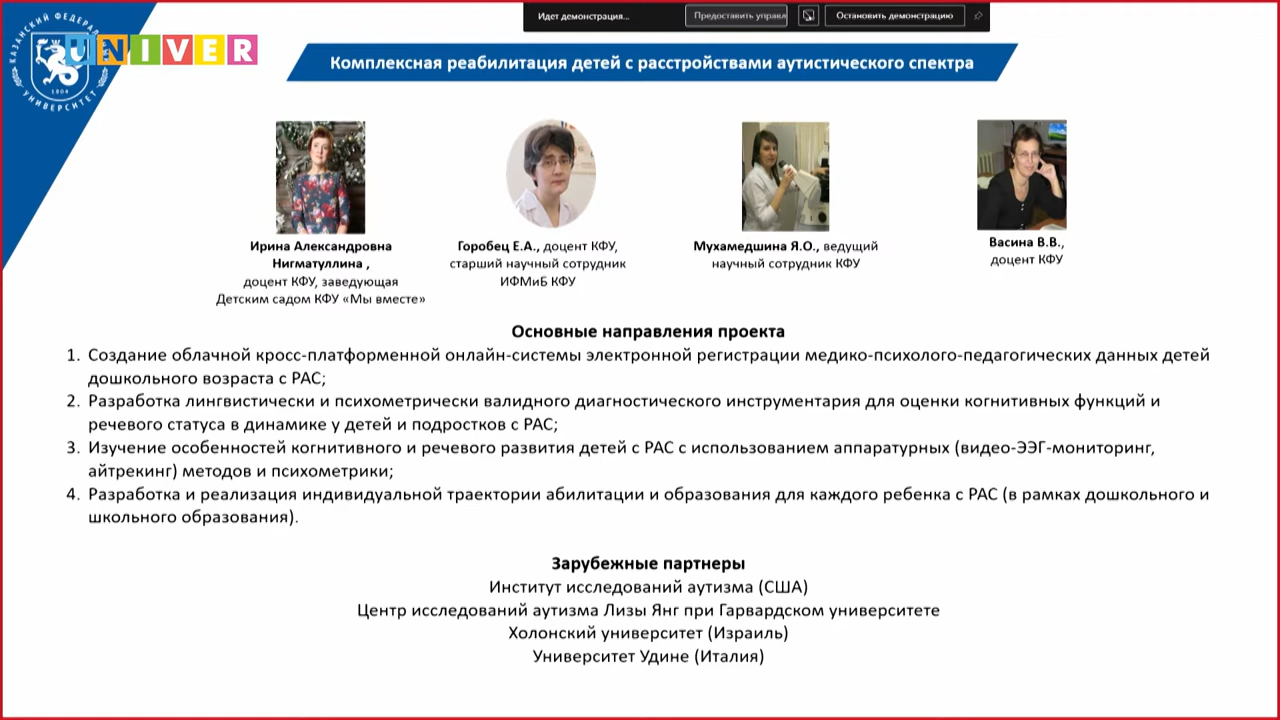 Идет демонстрация...
Предоставить управл
Остановить демонстрацию
КАЗАНСКИЙ ФЕДЕРАЛ
УНИВЕРСИТЕТ
1804
UNIVER
Комплексная реабилитация детей с расстройствами аутистического спектра
Ирина Александровна
Нигматуллина ,
доцент КФУ, заведующая
Детским садом КФУ «Мы вместе»
Горобец Е.А., доцент КФУ,
старший научный сотрудник
ИФМиБ КФУ
Мухамедшина Я.О., ведущий
научный сотрудник КФУ
Васина В.В.,
доцент КФУ
Основные направления проекта
1. Создание облачной кросс-платформенной онлайн-системы электронной регистрации медико-психолого-педагогических данных детей
дошкольного возраста с РАС;
2. Разработка лингвистически и психометрически валидного диагностического инструментария для оценки когнитивных функций и
речевого статуса в динамике у детей и подростков с РАС;
3. Изучение особенностей когнитивного и речевого развития детей с РАС с использованием аппаратурных (видео-ЭЭГ-мониторинг,
айтрекинг) методов и психометрики;
4. Разработка и реализация индивидуальной траектории абилитации и образования для каждого ребенка с РАС (в рамках дошкольного и
школьного образования).
Зарубежные партнеры
Институт исследований аутизма (США)
Центр исследований аутизма Лизы Янг при Гарвардском университете
Холонский университет (Израиль)
Университет Удине (Италия)